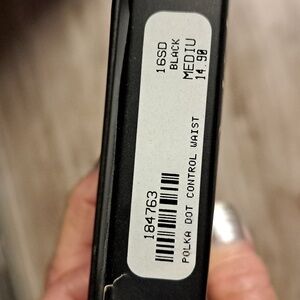 16SD
BLACK
MEDIU
14.90
184763
POLKA DOT CONTROL WAIST